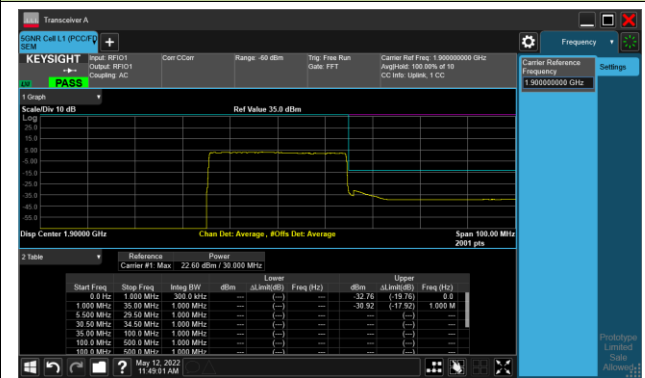 Transceiver A
5GNR Cell L1 (PCC/FD
SEM
Frequency
KEYSIGHT
Input: RFIO1
Output: RFIO1
Coupling: AC
Corr CCorr
Range: -60 dBm
Trig: Free Run
Gate: FFT
Carrier Ref Freq: 1.900000000 GHz
Avg|Hold: 100.00% of 10
CC Info: Uplink, 1 CC
PASS
Carrier Reference
Frequency
1.900000000 GHz
Settings
1 Graph
Scale/Div 10 dB
Ref Value 35.0 dBm
Log
25.0
15.0
5.00
-5.00
-15.0
-25.0
-35.0
-45.0
-55.0
Disp Center 1.90000 GHz
Chan Det: Average , #Offs Det: Average
Span 100.00 MHz
2001 pts
2 Table
Reference Power
Carrier #1: Max 22.60 dBm / 30.000 MHz
Lower Upper
Start Freq Stop Freq Integ BW dBm ΔLimit(dB) Freq (Hz) dBm ΔLimit(dB) Freq (Hz)
0.0 Hz 1.000 MHz 300.0 kHz --- (---) --- -32.76 (-19.76) 0.0
1.000 MHz 35.00 MHz 1.000 MHz --- (---) --- -30.92 (-17.92) 1.000 M
5.500 MHz 29.50 MHz 1.000 MHz --- (---) --- --- (---) ---
30.50 MHz 34.50 MHz 1.000 MHz --- (---) --- --- (---) ---
35.00 MHz 100.0 MHz 1.000 MHz --- (---) --- --- (---) ---
100.0 MHz 500.0 MHz 1.000 MHz --- (---) --- --- (---) ---
100.0 MHz 500.0 MHz 1.000 MHz --- (---) --- --- (---) ---
May 12, 2022
11:49:01 AM
Prototype
Limited
Sale
Allowed